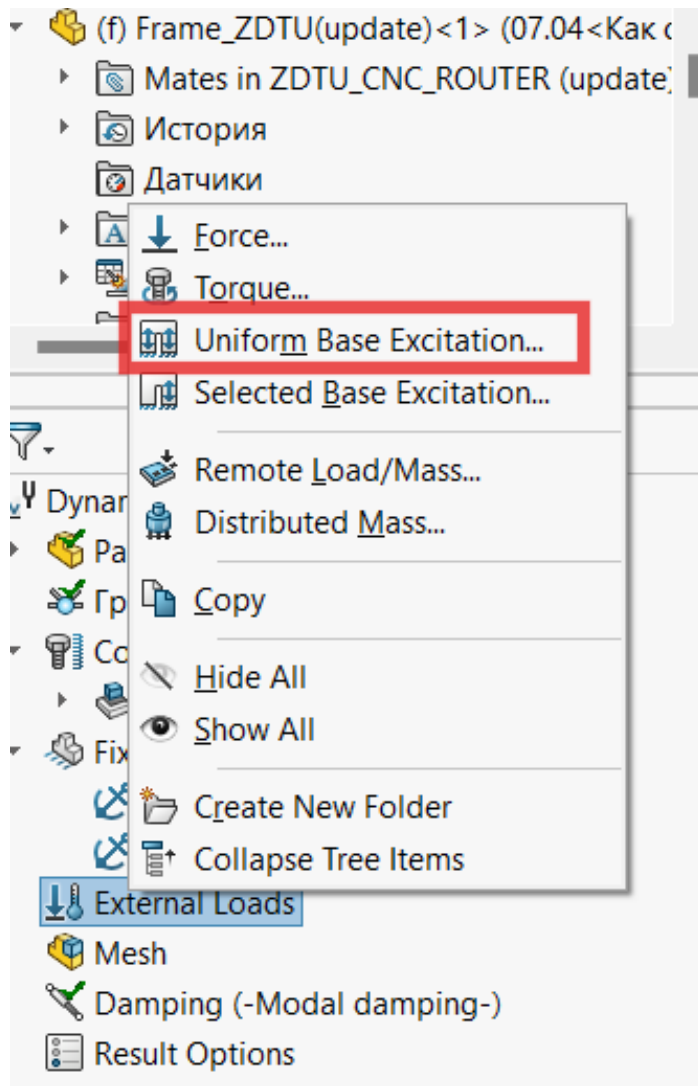 (f) Frame_ZDTU(update)<1> (07.04<Как
Mates in ZDTU_CNC_ROUTER (update)
История
Датчики
Force...
Torque...
Uniform Base Excitation...
Selected Base Excitation...
Remote Load/Mass...
Dynar
Distributed Mass...
Pa
Гр
Copy
Co
Hide All
Show All
Fix
Create New Folder
Collapse Tree Items
External Loads
Mesh
Damping (-Modal damping-)
Result Options